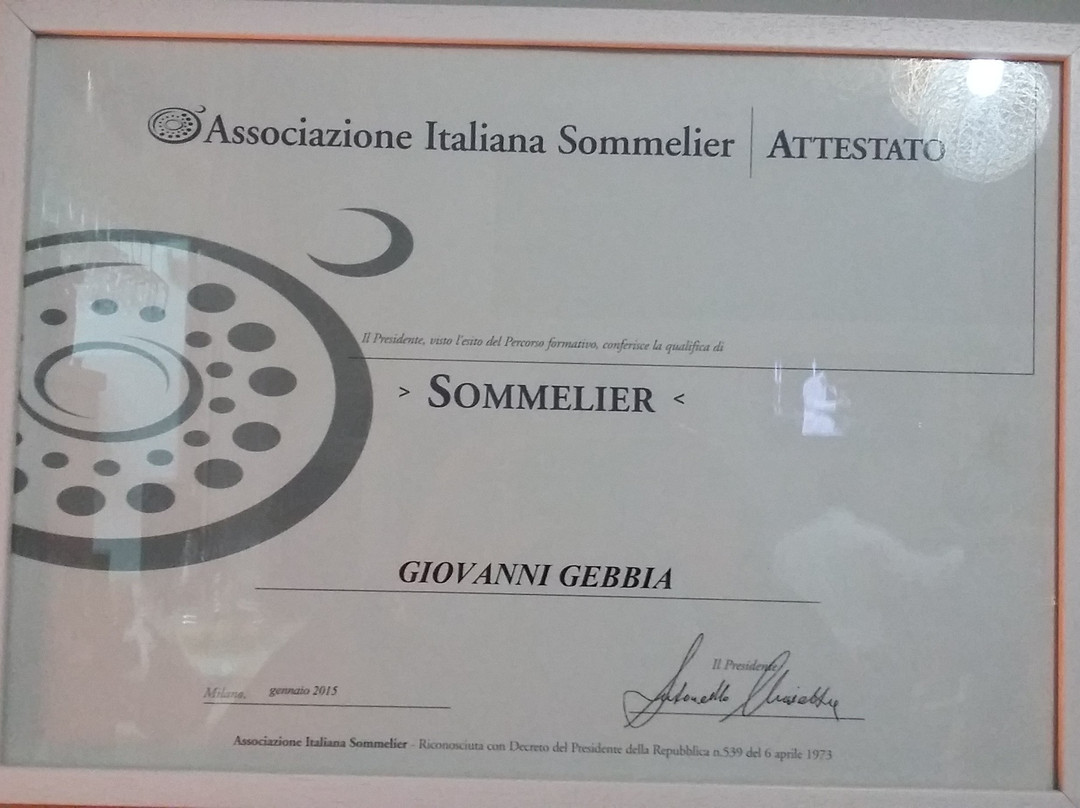 Associazione Italiana Sommelier | ATTESTATO
Il Presidente, visto l'esito del Percorso formativo, conferisce la qualifica di
> SOMMELIER <
GIOVANNI GEBBIA
Il Presidente
Milano, gennaio 2015
Associazione Italiana Sommelier - Riconosciuta con Decreto del Presidente della Repubblica n.539 del 6 aprile 1973